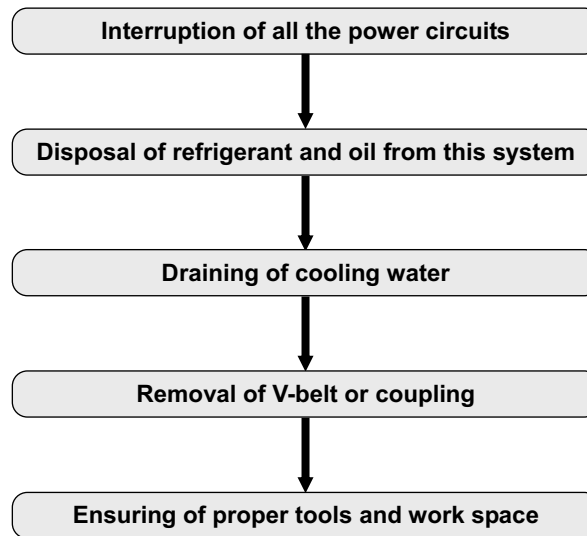 Interruption of all the power circuits
Disposal of refrigerant and oil from this system
Draining of cooling water
Removal of V-belt or coupling
Ensuring of proper tools and work space